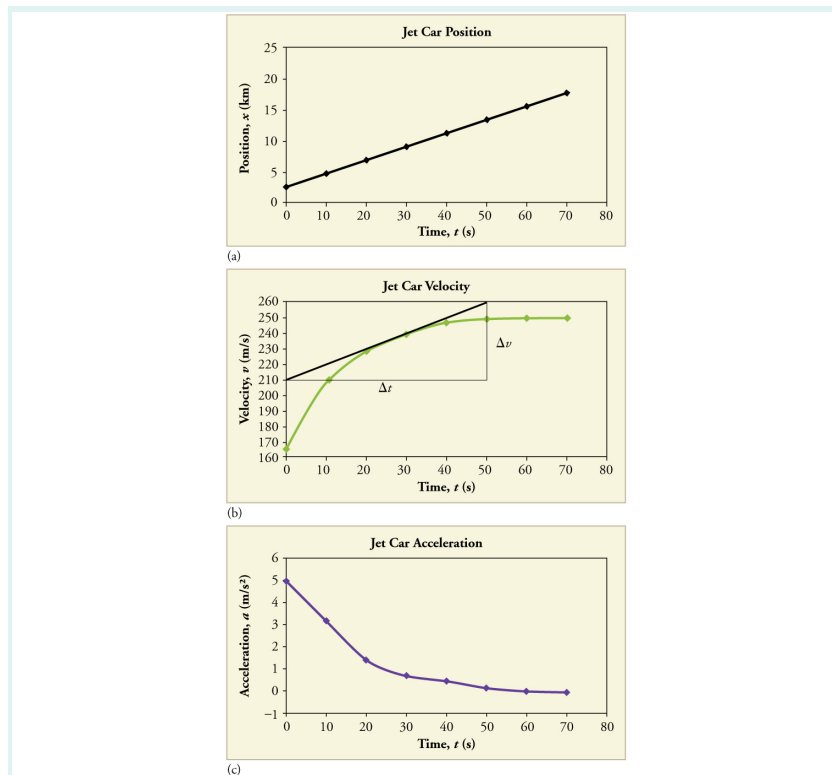 Jet Car Position
25
20
15
10
5
0
Position, x (km)
0 10 20 30 40 50 60 70 80
Time, t (s)
(a)
Jet Car Velocity
260
250
240
230
220
210
200
190
170
160
Velocity, v (m/s)
Δv
Δt
0 10 20 30 40 50 60 70 80
Time, t (s)
(b)
Jet Car Acceleration
6
5
4
3
2
1
0
−1
Acceleration, a (m/s²)
0 10 20 30 40 50 60 70 80
Time, t (s)
(c)